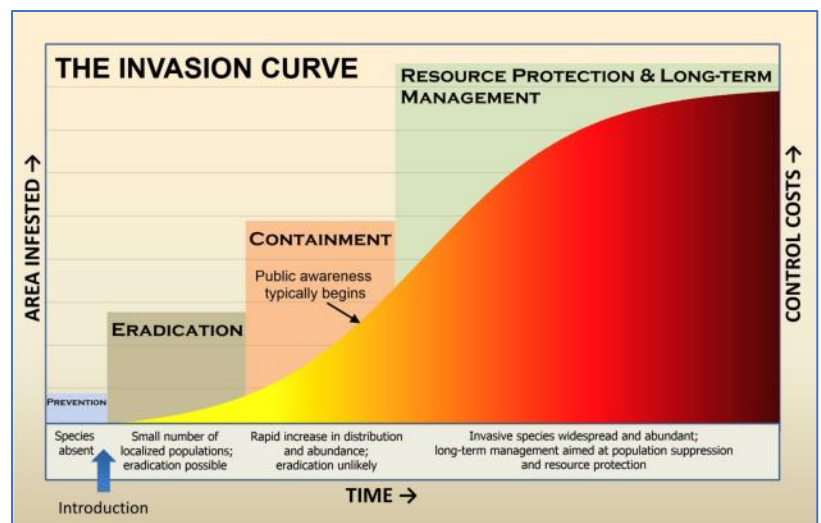 THE INVASION CURVE
RESOURCE PROTECTION & LONG-TERM
MANAGEMENT
AREA INFESTED →
CONTROL COSTS →
CONTAINMENT
Public awareness
typically begins
ERADICATION
PREVENTION
Species
absent
Small number of
localized populations;
eradication possible
Rapid increase in distribution
and abundance;
eradication unlikely
Invasive species widespread and abundant;
long-term management aimed at population suppression
and resource protection
Introduction
TIME →